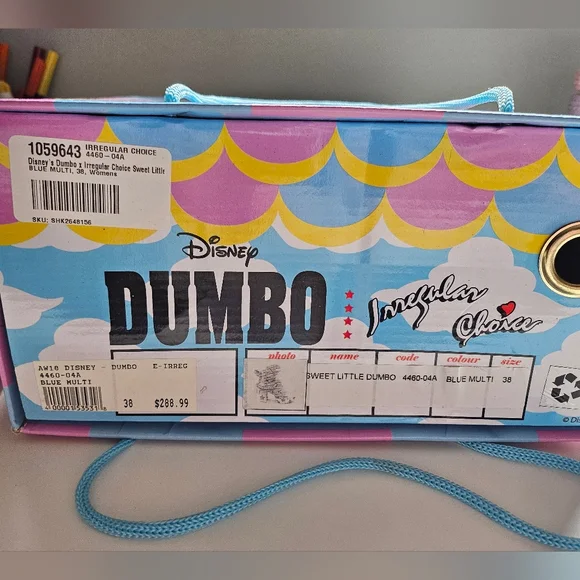 1059643 IRREGULAR CHOICE
4460-04A
Disney's Dumbo x Irregular Choice Sweet Littl
BLUE MULTI, 38, Womens
SKU: SHK2648156
Disney
DUMBO
Irregular
Choice
AW18 DISNEY - DUMBO E-IRREG
4460-04A
BLUE MULTI
38 $288.99
photo name code colour size
SWEET LITTLE DUMBO 4460-04A BLUE MULTI 38
© Di